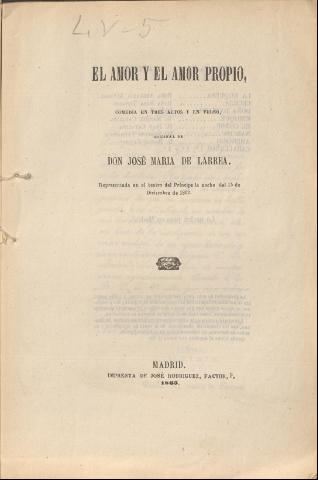 LV-5
EL AMOR Y EL AMOR PROPIO,
COMEDIA EN TRES ACTOS Y EN VERSO,
ORIGINAL DE
DON JOSÉ MARIA DE LARREA.
Representada en el teatro del Príncipe la noche del 15 de
Diciembre de
MADRID.
IMPRENTA DE JOSÉ RODRIGUEZ, FACTOR, 9.
1863.